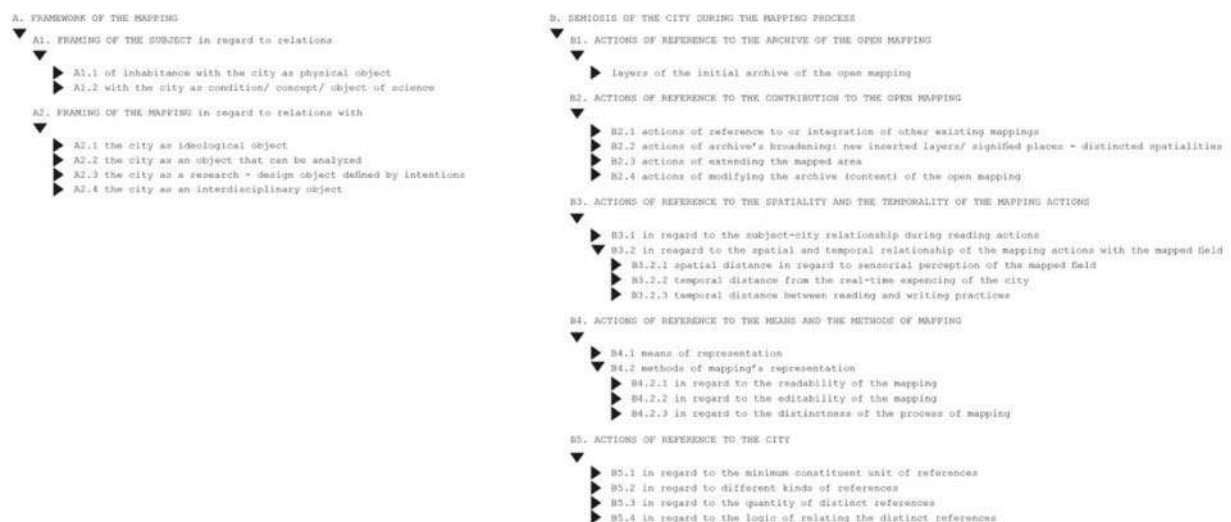 A. FRAMEWORK OF THE MAPPING
A1. FRAMING OF THE SUBJECT in regard to relations
A1.1 of inhabitance with the city as physical object
A1.2 with the city as condition/ concept/ object of science
A2. FRAMING OF THE MAPPING in regard to relations with
A2.1 the city as ideological object
A2.2 the city as an object that can be analyzed
A2.3 the city as a research - design object defined by intentions
A2.4 the city as an interdisciplinary object
B. SEMIOSIS OF THE CITY DURING THE MAPPING PROCESS
B1. ACTIONS OF REFERENCE TO THE ARCHIVE OF THE OPEN MAPPING
layers of the initial archive of the open mapping
B2. ACTIONS OF REFERENCE TO THE CONTRIBUTION TO THE OPEN MAPPING
B2.1 actions of reference to or integration of other existing mappings
B2.2 actions of archive's broadening: new inserted layers/ signified places - distincted spatialities
B2.3 actions of extending the mapped area
B2.4 actions of modifying the archive (content) of the open mapping
B3. ACTIONS OF REFERENCE TO THE SPATIALITY AND THE TEMPORALITY OF THE MAPPING ACTIONS
B3.1 in regard to the subject-city relationship during reading actions
B3.2 in reagard to the spatial and temporal relationship of the mapping actions with the mapped field
B3.2.1 spatial distance in regard to sensorial perception of the mapped field
B3.2.2 temporal distance from the real-time expencing of the city
B3.2.3 temporal distance between reading and writing practices
B4. ACTIONS OF REFERENCE TO THE MEANS AND THE METHODS OF MAPPING
B4.1 means of representation
B4.2 methods of mapping's representation
B4.2.1 in regard to the readability of the mapping
B4.2.2 in regard to the editability of the mapping
B4.2.3 in regard to the distinctness of the process of mapping
B5. ACTIONS OF REFERENCE TO THE CITY
B5.1 in regard to the minimum constituent unit of references
B5.2 in regard to different kinds of references
B5.3 in regard to the quantity of distinct references
B5.4 in regard to the logic of relating the distinct references